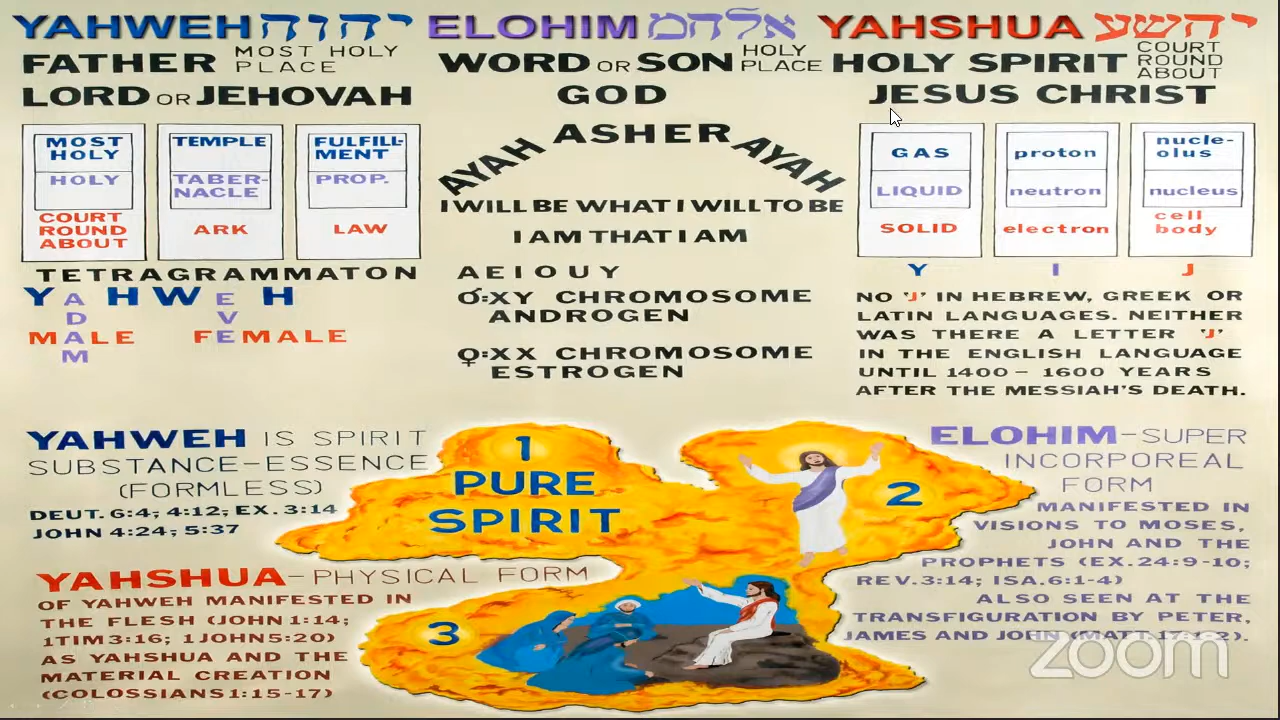 YAHWEH יהוה
FATHER MOST HOLY PLACE
LORD OR JEHOVAH
ELOHIM אלהמ
WORD OR SON HOLY PLACE
GOD
YAHSHUA יהשע
HOLY SPIRIT COURT ROUND ABOUT
JESUS CHRIST
MOST
HOLY
HOLY
COURT
ROUND
ABOUT
TEMPLE
TABER-
NACLE
ARK
FULFILL-
MENT
PROP.
LAW
AYAH ASHER AYAH
I WILL BE WHAT I WILL TO BE
I AM THAT I AM
GAS
LIQUID
SOLID
proton
neutron
electron
nucle-
olus
nucleus
cell
body
TETRAGRAMMATON
YAHWEH
ADAM
EVE
MALE FEMALE
A E I O U Y
♂:XY CHROMOSOME
ANDROGEN
♀:XX CHROMOSOME
ESTROGEN
Y I J
NO 'J' IN HEBREW, GREEK OR
LATIN LANGUAGES. NEITHER
WAS THERE A LETTER 'J'
IN THE ENGLISH LANGUAGE
UNTIL 1400 - 1600 YEARS
AFTER THE MESSIAH'S DEATH.
YAHWEH IS SPIRIT
SUBSTANCE-ESSENCE
(FORMLESS)
DEUT. 6:4; 4:12; EX. 3:14
JOHN 4:24; 5:37
1
PURE
SPIRIT
2
ELOHIM-SUPER
INCORPOREAL
FORM
MANIFESTED IN
VISIONS TO MOSES,
JOHN AND THE
PROPHETS (EX.24:9-10;
REV.3:14; ISA.6:1-4)
ALSO SEEN AT THE
TRANSFIGURATION BY PETER,
JAMES AND JOHN (MATT.17:1-2).
YAHSHUA-PHYSICAL FORM
OF YAHWEH MANIFESTED IN
THE FLESH (JOHN 1:14;
1TIM 3:16; 1JOHN 5:20)
AS YAHSHUA AND THE
MATERIAL CREATION
(COLOSSIANS 1:15-17)
3
zoom